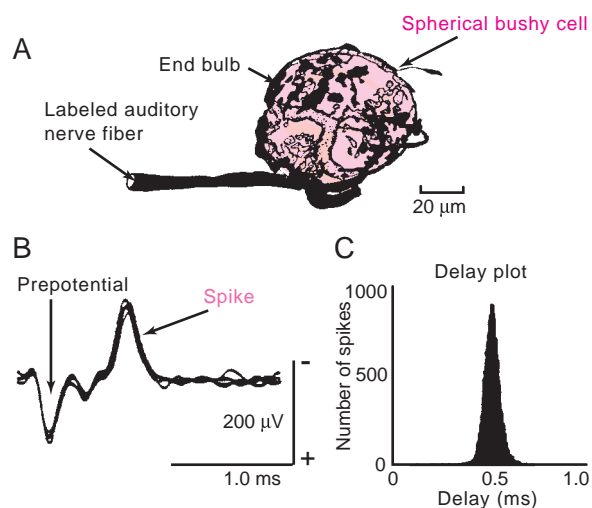 Spherical bushy cell
A
End bulb
Labeled auditory
nerve fiber
20 μm
B
Prepotential
Spike
-
200 μV
+
1.0 ms
C
Delay plot
1000
500
0
Number of spikes
0 0.5 1.0
Delay (ms)